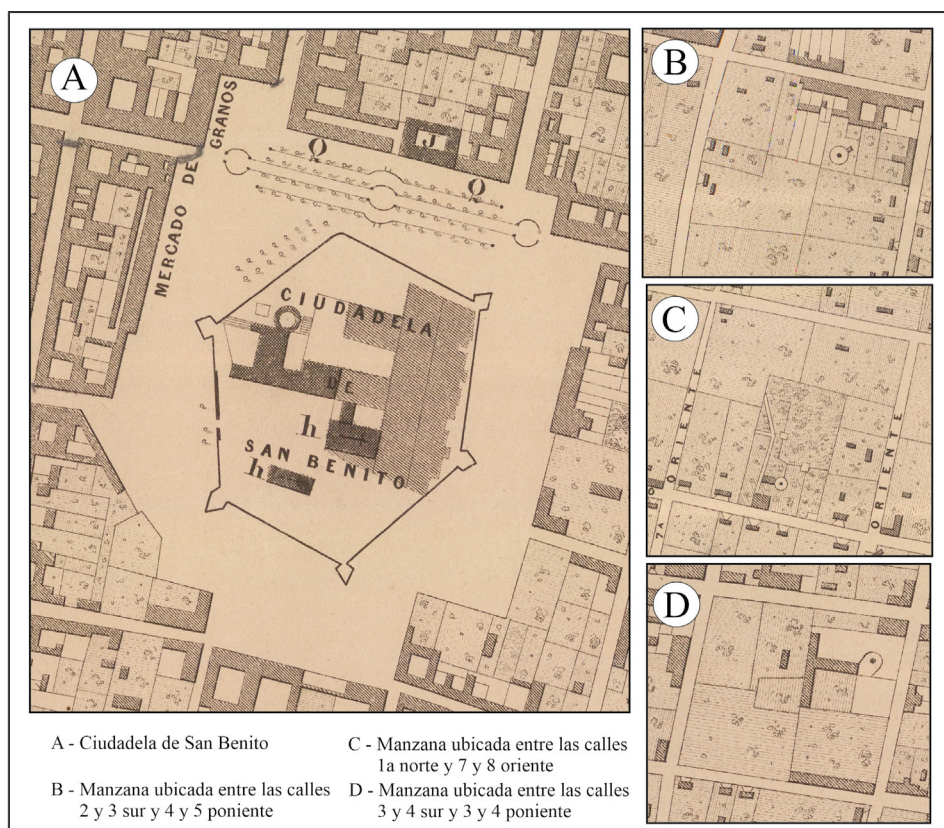 A
MERCADO DE GRANOS
J
Q
Q
CIUDADELA
DE
h
SAN BENITO
h
B
C
ORIENTE
ORIENTE
7A
D
A - Ciudadela de San Benito
B - Manzana ubicada entre las calles
2 y 3 sur y 4 y 5 poniente
C - Manzana ubicada entre las calles
1a norte y 7 y 8 oriente
D - Manzana ubicada entre las calles
3 y 4 sur y 3 y 4 poniente